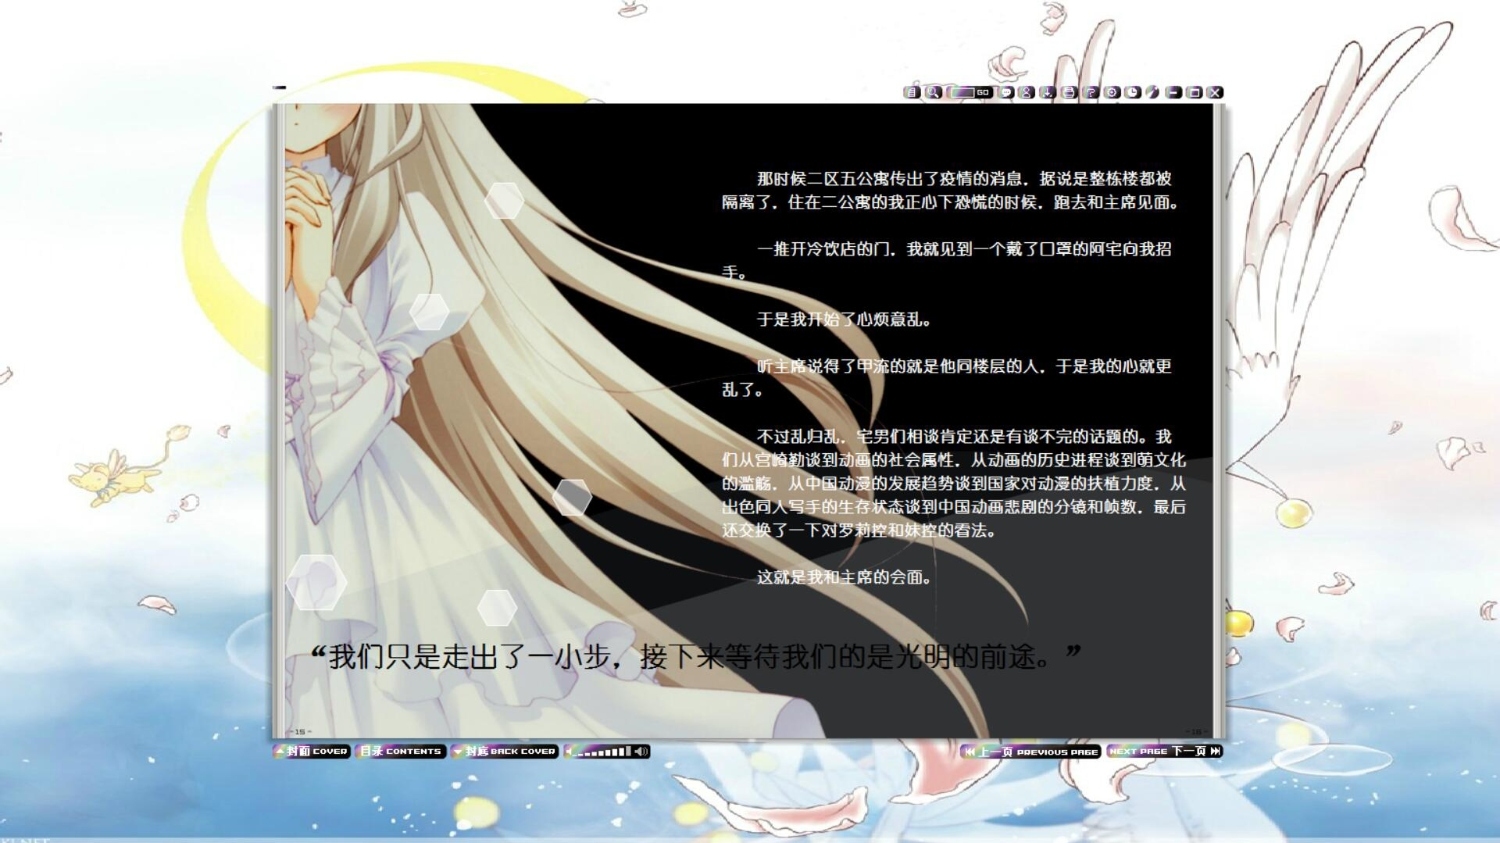 GO
那时候二区五公寓传出了疫情的消息，据说是整栋楼都被
隔离了，住在二公寓的我正心下恐慌的时候，跑去和主席见面。
一推开冷饮店的门，我就见到一个戴了口罩的阿宅向我招
手。
于是我开始了心烦意乱。
听主席说得了甲流的就是他同楼层的人，于是我的心就更
乱了。
不过乱归乱，宅男们相谈肯定还是有谈不完的话题的。我
们从宫崎勤谈到动画的社会属性，从动画的历史进程谈到萌文化
的滥觞，从中国动漫的发展趋势谈到国家对动漫的扶植力度，从
出色同人写手的生存状态谈到中国动画悲剧的分镜和帧数，最后
还交换了一下对罗莉控和妹控的看法。
这就是我和主席的会面。
“我们只是走出了一小步，接下来等待我们的是光明的前途。”
-15-
-16-
封面 COVER
目录 CONTENTS
封底 BACK COVER
上一页 PREVIOUS PAGE
NEXT PAGE 下一页